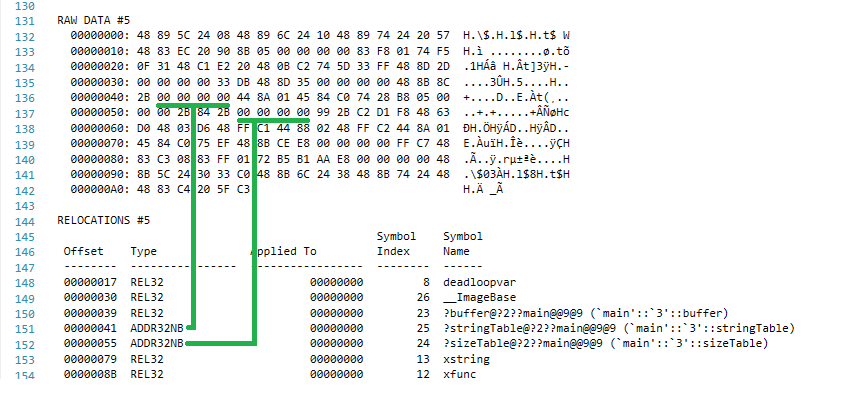 130
131 RAW DATA #5
132 00000000: 48 89 5C 24 08 48 89 6C 24 10 48 89 74 24 20 57 H.\$.H.l$.H.t$ W
133 00000010: 48 83 EC 20 90 8B 05 00 00 00 00 83 F8 01 74 F5 H.ì ........ø.tõ
134 00000020: 0F 31 48 C1 E2 20 48 0B C2 74 5D 33 FF 48 8D 2D .1HÁâ H.Ât]3ÿH.-
135 00000030: 00 00 00 00 33 DB 48 8D 35 00 00 00 00 48 8B 8C ....3ÛH.5....H..
136 00000040: 2B 00 00 00 00 44 8A 01 45 84 C0 74 28 8B 05 00 +....D..E.Àt(...
137 00000050: 00 00 2B 84 2B 00 00 00 00 99 2B C2 D1 F8 48 63 ..+.+.....+ÂÑøHc
138 00000060: D0 48 03 D6 48 FF C1 44 88 02 48 FF C2 44 8A 01 ÐH.ÖHÿÁD..HÿÂD..
139 00000070: 45 84 C0 75 EF 48 8B CE E8 00 00 00 00 FF C7 48 E.ÀuïH.Îè....ÿÇH
140 00000080: 83 C3 08 83 FF 01 72 B5 B1 AA E8 00 00 00 00 48 .Ã..ÿ.rµ±ªè....H
141 00000090: 8B 5C 24 30 33 C0 48 8B 6C 24 38 48 8B 74 24 48 .\$03ÀH.l$8H.t$H
142 000000A0: 48 83 C4 20 5F C3 H.Ä _Ã
143
144 RELOCATIONS #5
145 Symbol Symbol
146 Offset Type Applied To Index Name
147 -------- ---------------- ----------------- -------- ------
148 00000017 REL32 00000000 8 deadloopvar
149 00000030 REL32 00000000 26 __ImageBase
150 00000039 REL32 00000000 23 ?buffer@?2??main@@9@9 (`main'::`3'::buffer)
151 00000041 ADDR32NB 00000000 25 ?stringTable@?2??main@@9@9 (`main'::`3'::stringTable)
152 00000055 ADDR32NB 00000000 24 ?sizeTable@?2??main@@9@9 (`main'::`3'::sizeTable)
153 00000079 REL32 00000000 13 xstring
154 0000008B REL32 00000000 12 xfunc